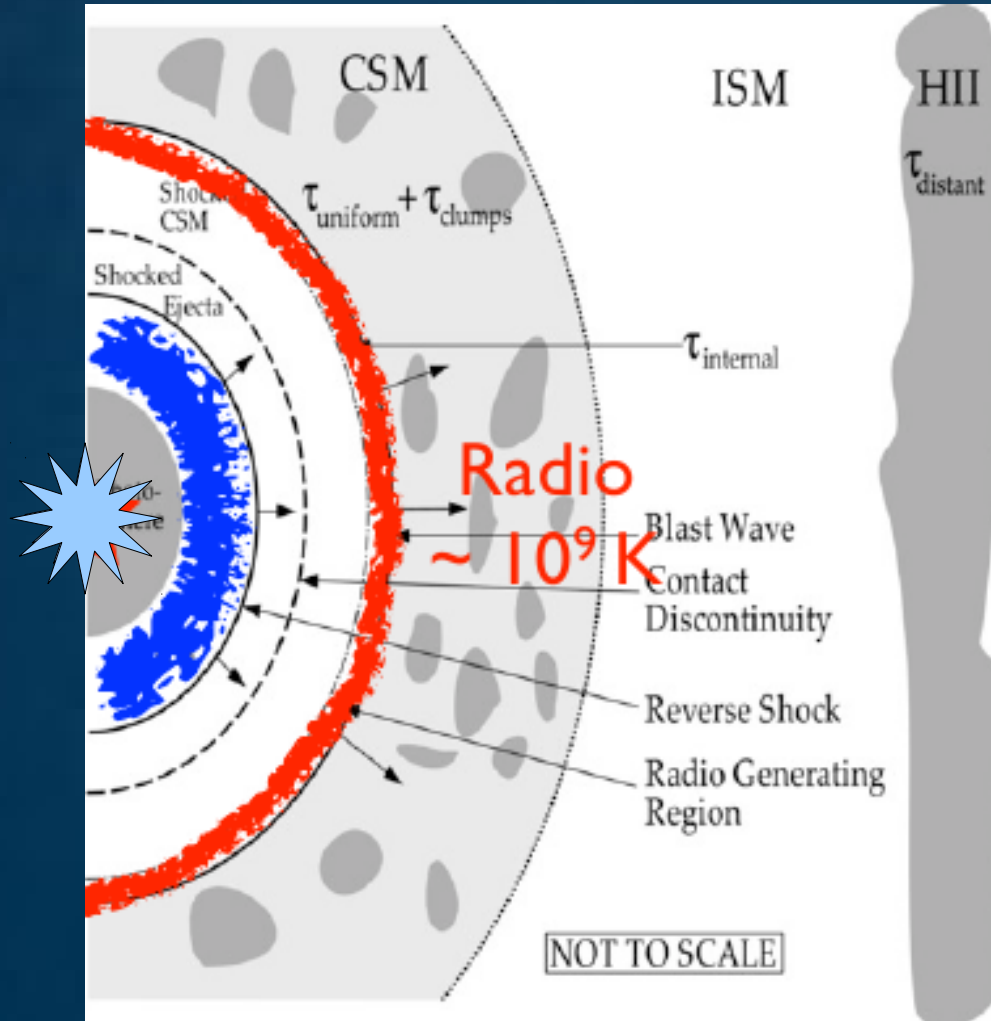 CSM
ISM
HII
τdistant
CSM
τuniform + τclumps
Shocked
Ejecta
τinternal
Radio
~ 10⁹ K
Blast Wave
Contact
Discontinuity
Reverse Shock
Radio Generating
Region
NOT TO SCALE